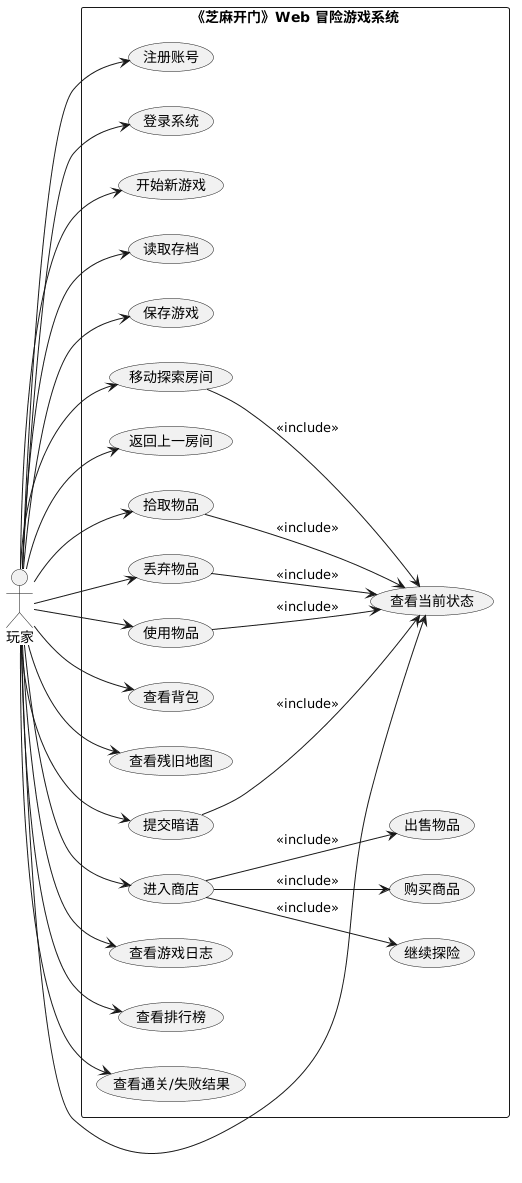 《芝麻开门》Web 冒险游戏系统
注册账号
登录系统
开始新游戏
读取存档
保存游戏
移动探索房间
«include»
返回上一房间
拾取物品
«include»
丢弃物品
«include»
使用物品
«include»
查看当前状态
玩家
查看背包
«include»
查看残旧地图
提交暗语
出售物品
«include»
进入商店
«include»
购买商品
«include»
查看游戏日志
继续探险
查看排行榜
查看通关/失败结果